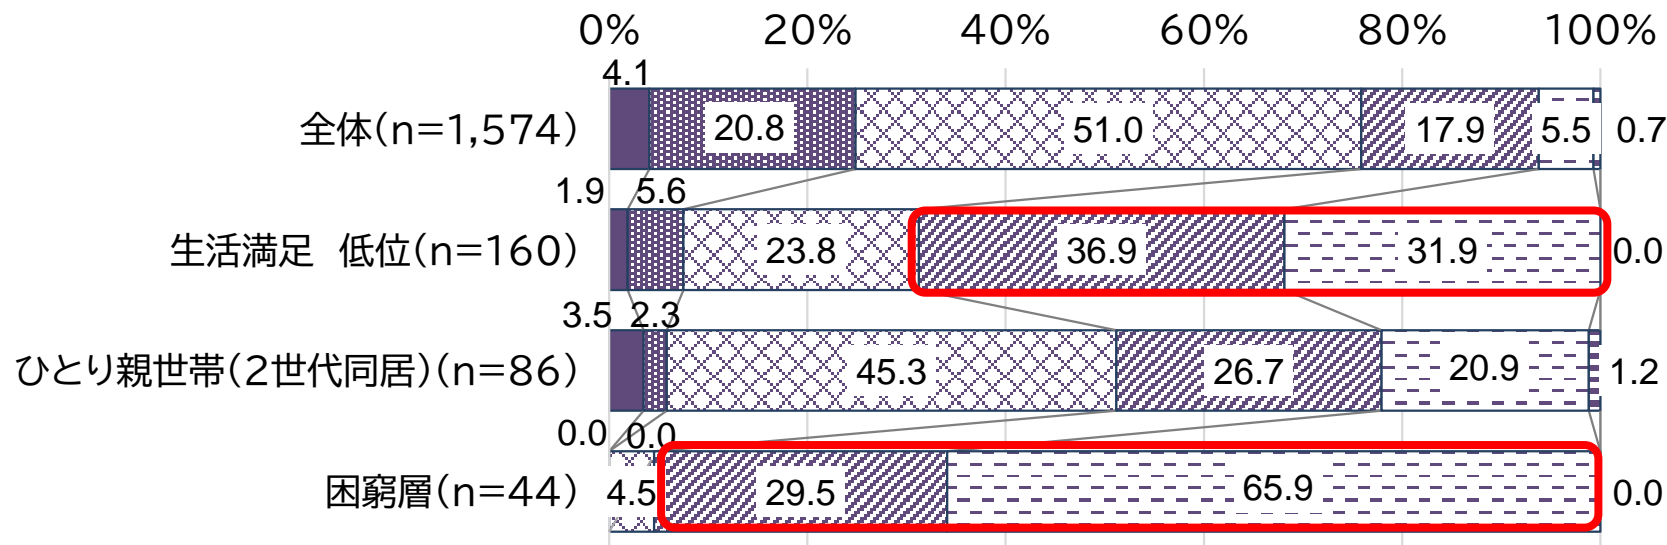 0% 20% 40% 60% 80% 100%
4.1
全体(n=1,574) 20.8 51.0 17.9 5.5 0.7
1.9 5.6
生活満足　低位(n=160) 23.8 36.9 31.9 0.0
3.5 2.3
ひとり親世帯(2世代同居)(n=86) 45.3 26.7 20.9 1.2
0.0 0.0
困窮層(n=44) 4.5 29.5 65.9 0.0